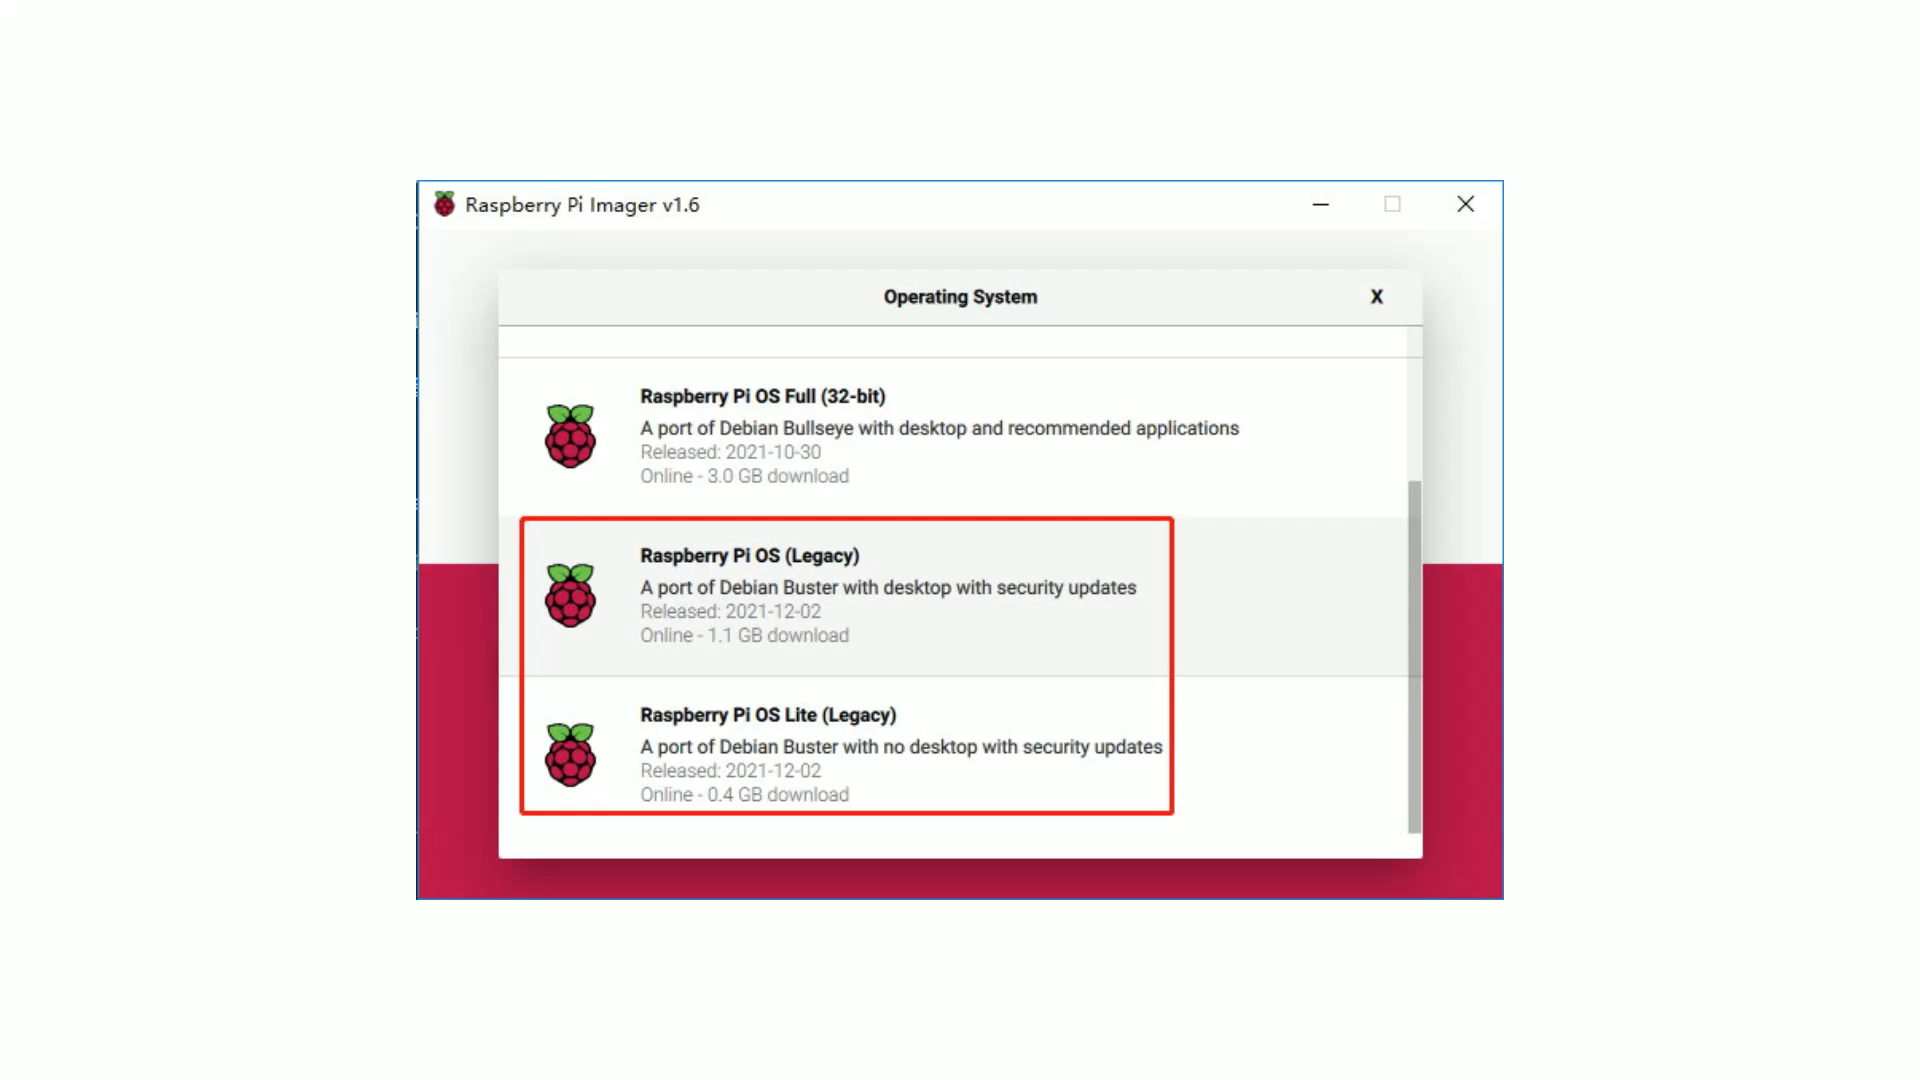 Raspberry Pi Imager v1.6
Operating System
X
Raspberry Pi OS Full (32-bit)
A port of Debian Bullseye with desktop and recommended applications
Released: 2021-10-30
Online - 3.0 GB download
Raspberry Pi OS (Legacy)
A port of Debian Buster with desktop with security updates
Released: 2021-12-02
Online - 1.1 GB download
Raspberry Pi OS Lite (Legacy)
A port of Debian Buster with no desktop with security updates
Released: 2021-12-02
Online - 0.4 GB download